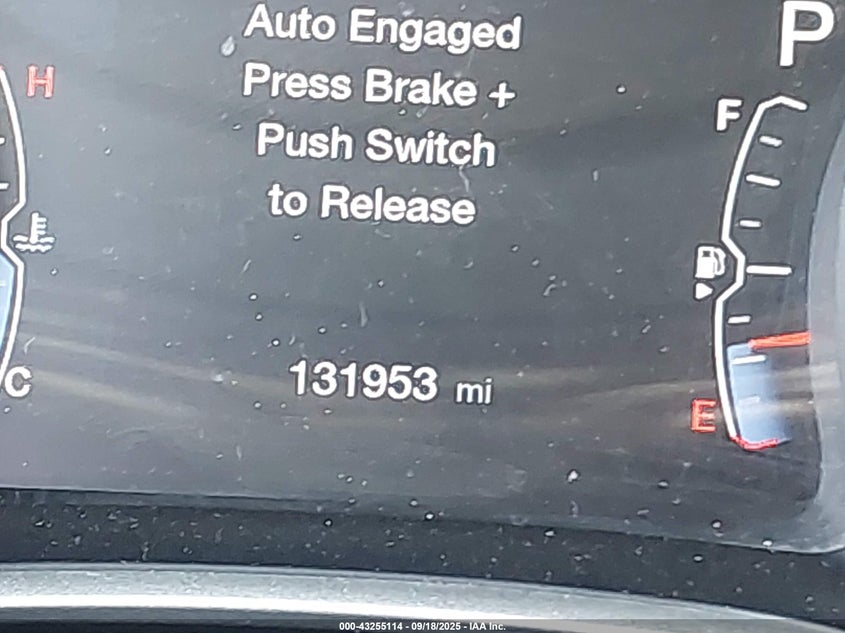 Auto Engaged
Press Brake +
Push Switch
to Release
P
H
F
131953 mi
C
E
000-43255114 - 09/18/2025 - IAA Inc.